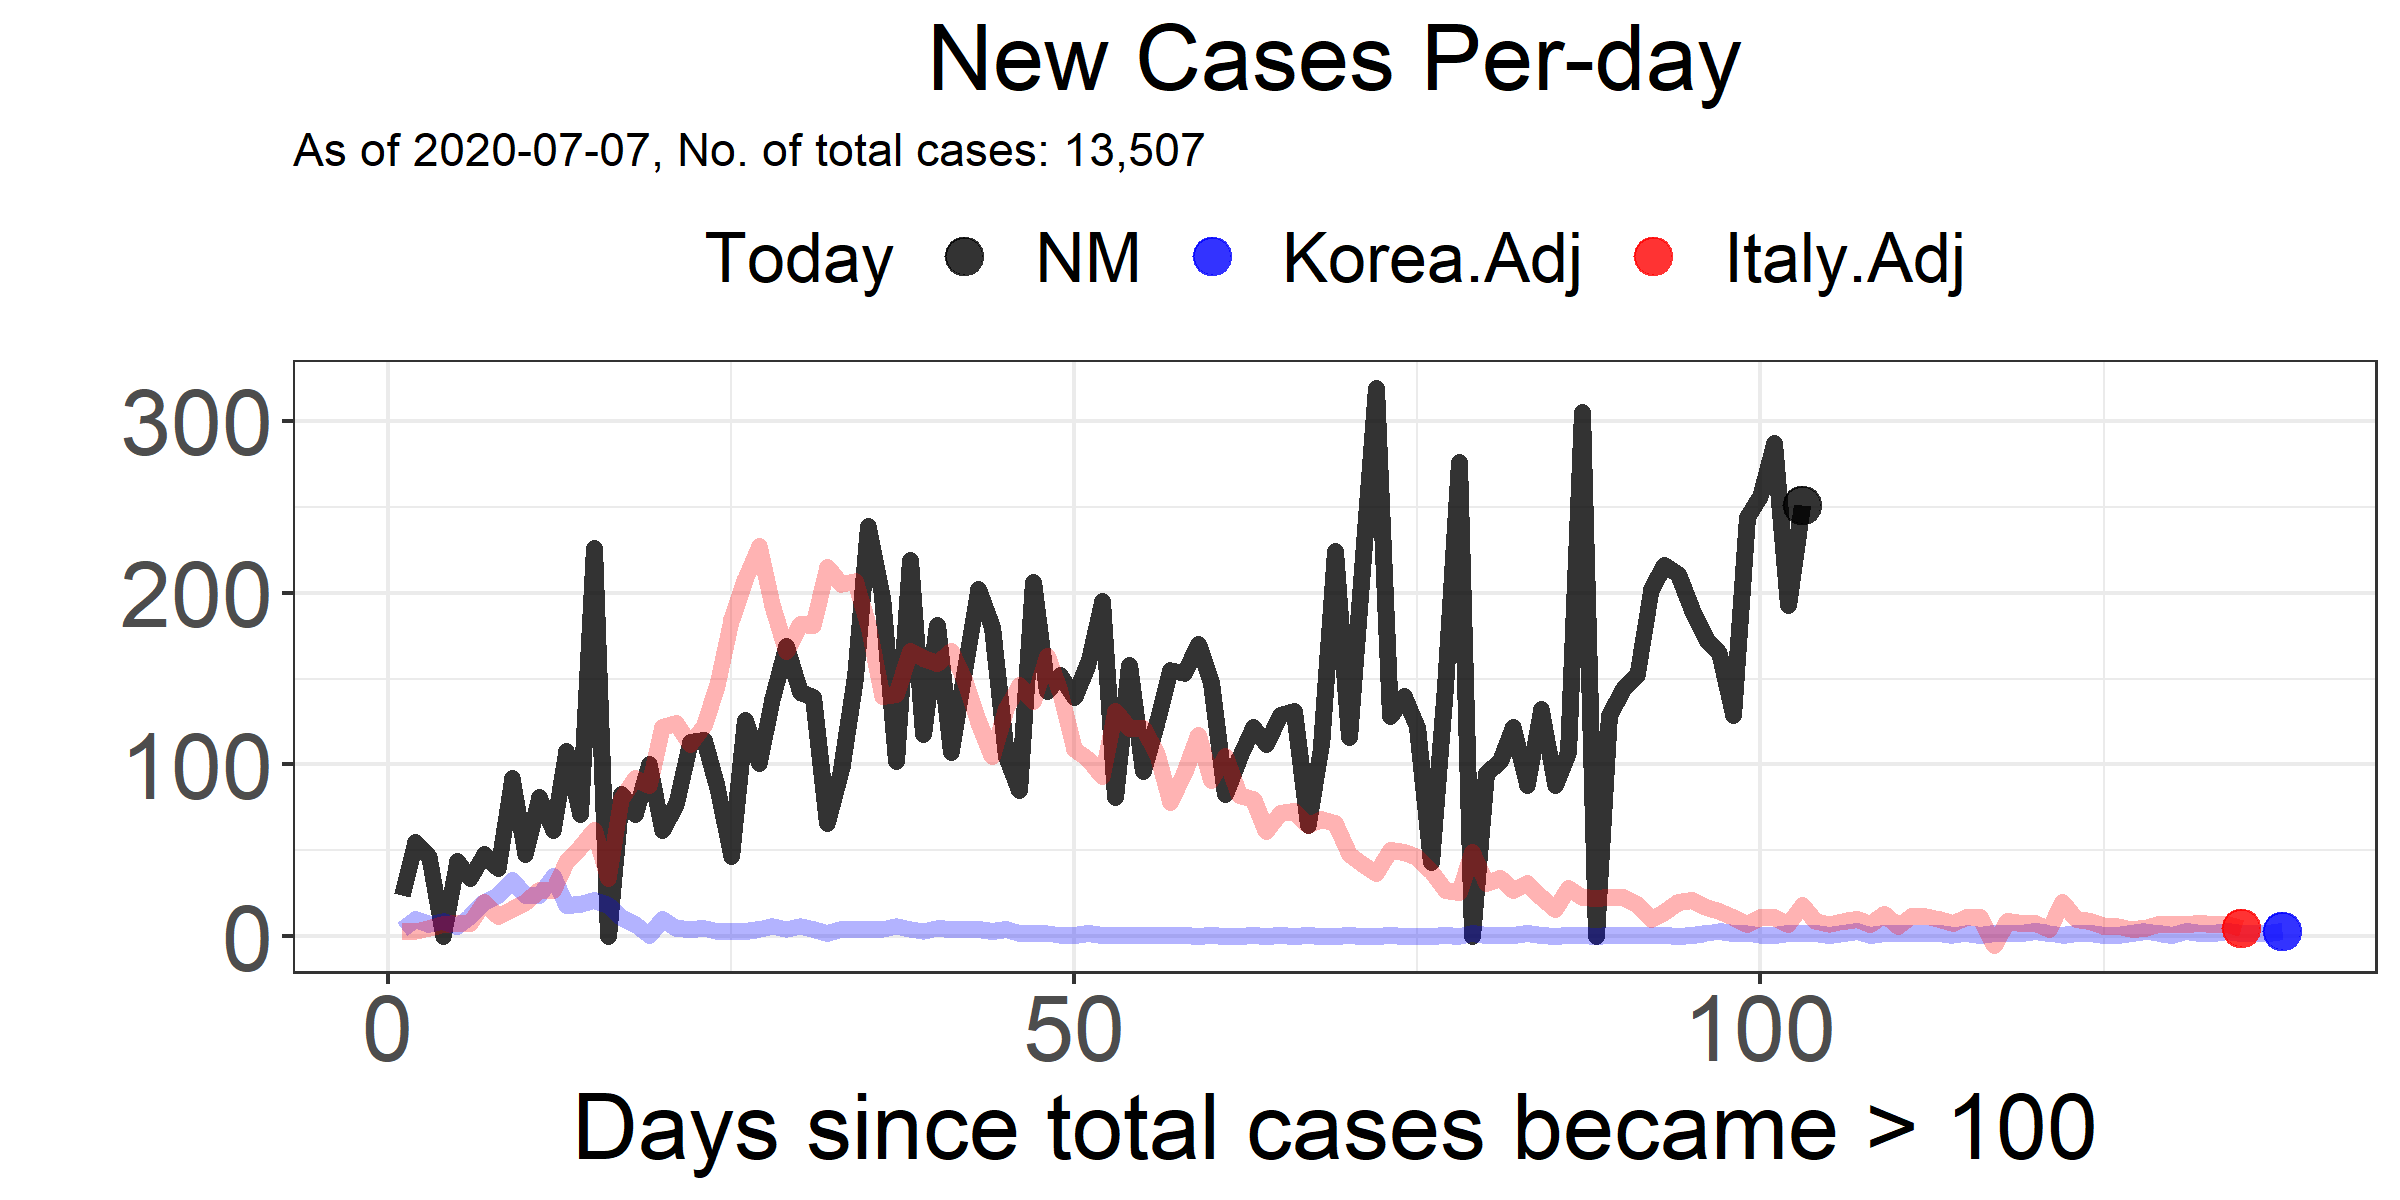 New Cases Per-day
As of 2020-07-07, No. of total cases: 13,507
Today NM Korea.Adj Italy.Adj
300
200
100
0
0 50 100
Days since total cases became > 100